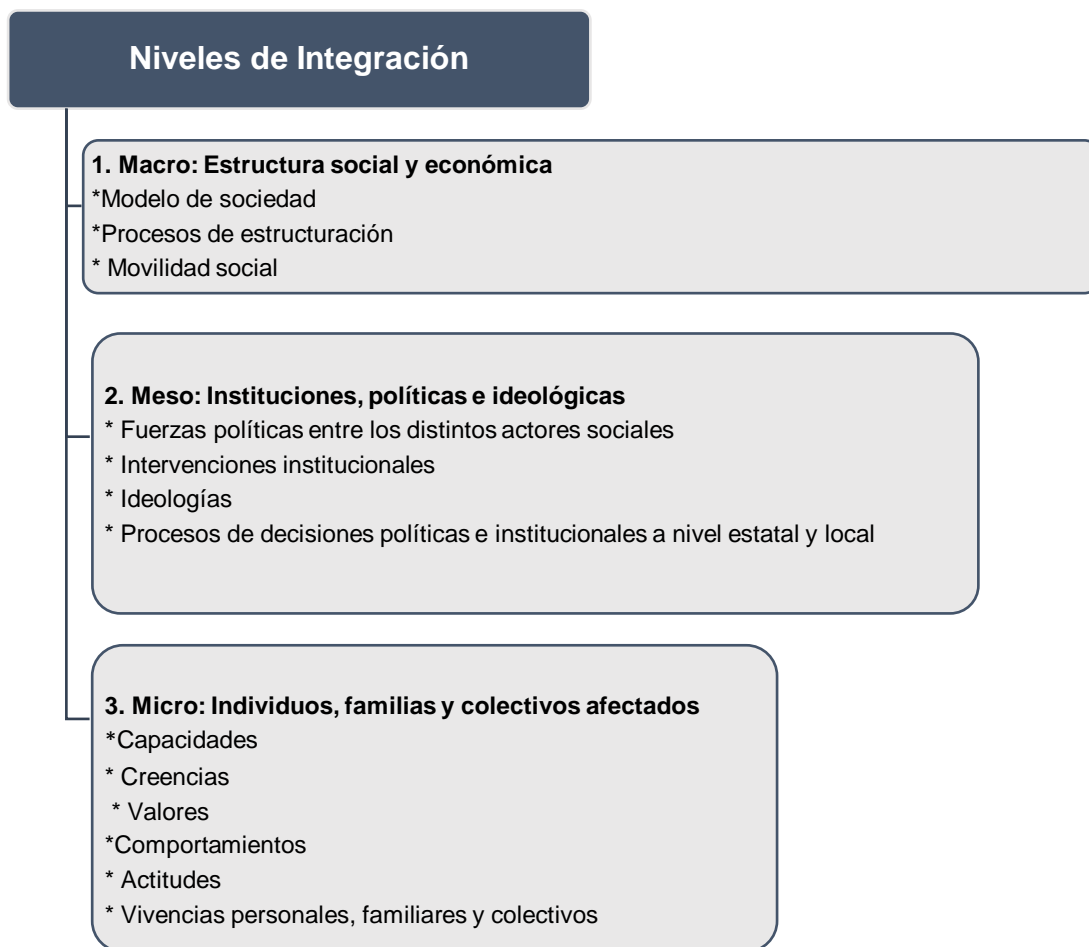 Niveles de Integración
1. Macro: Estructura social y económica
*Modelo de sociedad
*Procesos de estructuración
* Movilidad social
2. Meso: Instituciones, políticas e ideológicas
* Fuerzas políticas entre los distintos actores sociales
* Intervenciones institucionales
* Ideologías
* Procesos de decisiones políticas e institucionales a nivel estatal y local
3. Micro: Individuos, familias y colectivos afectados
*Capacidades
* Creencias
* Valores
*Comportamientos
* Actitudes
* Vivencias personales, familiares y colectivos